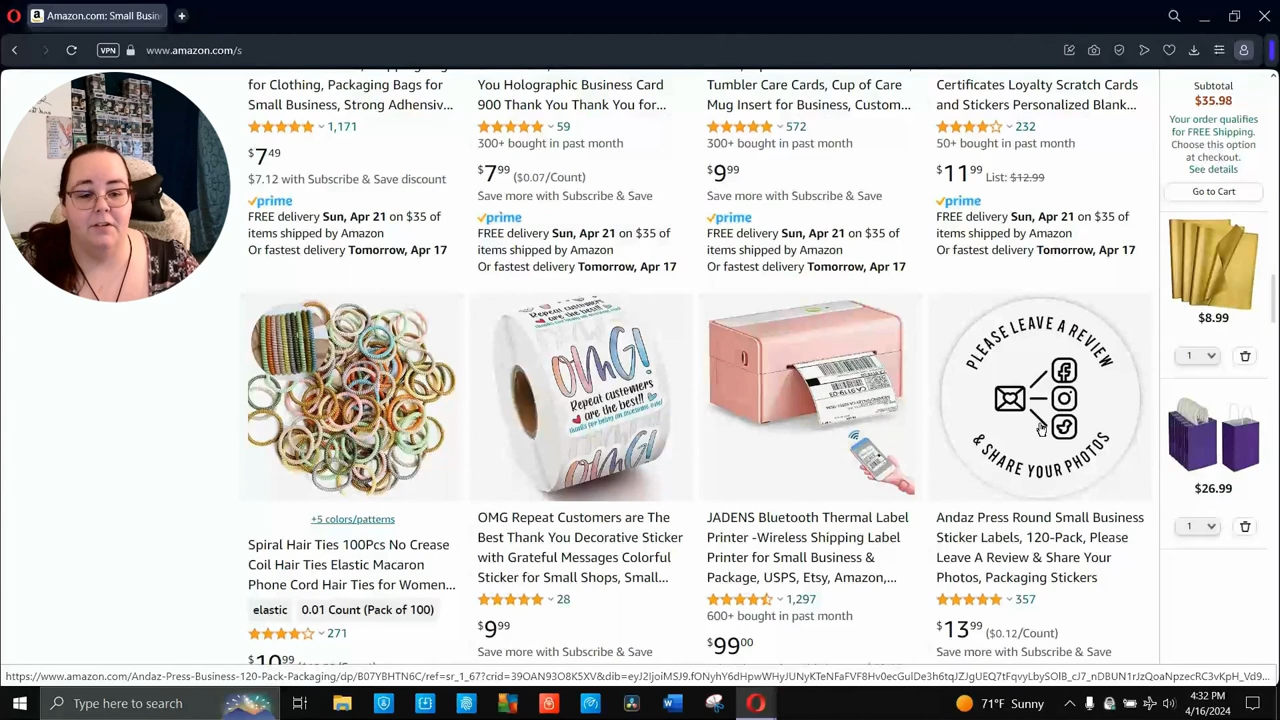 Amazon.com: Small Busin
VPN
www.amazon.com/s
for Clothing, Packaging Bags for
Small Business, Strong Adhensiv...
1,171
$7.49
$7.12 with Subscribe & Save discount
prime
FREE delivery Sun, Apr 21 on $35 of
items shipped by Amazon
Or fastest delivery Tomorrow, Apr 17
You Holographic Business Card
900 Thank You Thank You for...
59
300+ bought in past month
$7.99 ($0.07/Count)
Save more with Subscribe & Save
prime
FREE delivery Sun, Apr 21 on $35 of
items shipped by Amazon
Or fastest delivery Tomorrow, Apr 17
Tumbler Care Cards, Cup of Care
Mug Insert for Business, Custom...
572
300+ bought in past month
$9.99
Save more with Subscribe & Save
prime
FREE delivery Sun, Apr 21 on $35 of
items shipped by Amazon
Or fastest delivery Tomorrow, Apr 17
Certificates Loyalty Scratch Cards
and Stickers Personalized Blank...
232
50+ bought in past month
$11.99 List: $12.99
prime
FREE delivery Sun, Apr 21 on $35 of
items shipped by Amazon
Or fastest delivery Tomorrow, Apr 17
+5 colors/patterns
Spiral Hair Ties 100Pcs No Crease
Coil Hair Ties Elastic Macaron
Phone Cord Hair Ties for Women...
elastic
0.01 Count (Pack of 100)
271
Repeat customers
are the best!!
OMG!
Repeat customers
are the best!!
thanks for being an awesome one!
OMG!
OMG Repeat Customers are The
Best Thank You Decorative Sticker
with Grateful Messages Colorful
Sticker for Small Shops, Small...
28
$9.99
Save more with Subscribe & Save
JADENS Bluetooth Thermal Label
Printer -Wireless Shipping Label
Printer for Small Business &
Package, USPS, Etsy, Amazon,...
1,297
600+ bought in past month
$99.00
PLEASE LEAVE A REVIEW
& SHARE YOUR PHOTOS
Andaz Press Round Small Business
Sticker Labels, 120-Pack, Please
Leave A Review & Share Your
Photos, Packaging Stickers
357
$13.99 ($0.12/Count)
Save more with Subscribe & Save
Subtotal
$35.98
Your order qualifies
for FREE Shipping.
Choose this option
at checkout.
See details
Go to Cart
$8.99
1
$26.99
1
Type here to search
71°F Sunny
4:32 PM
4/16/2024